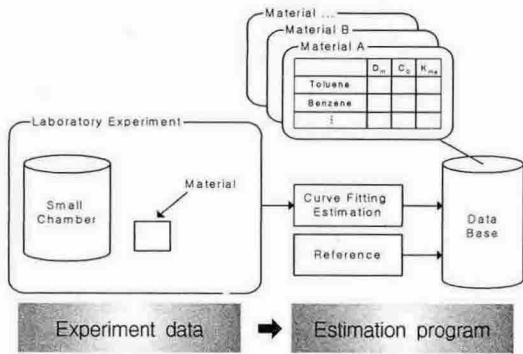 Material ...
Material B
Material A
Dm C0 Kma
Toluene
Benzene
⋮
Laboratory Experiment
Material
Small
Chamber
Curve Fitting
Estimation
Data
Base
Reference
Experiment data
Estimation program